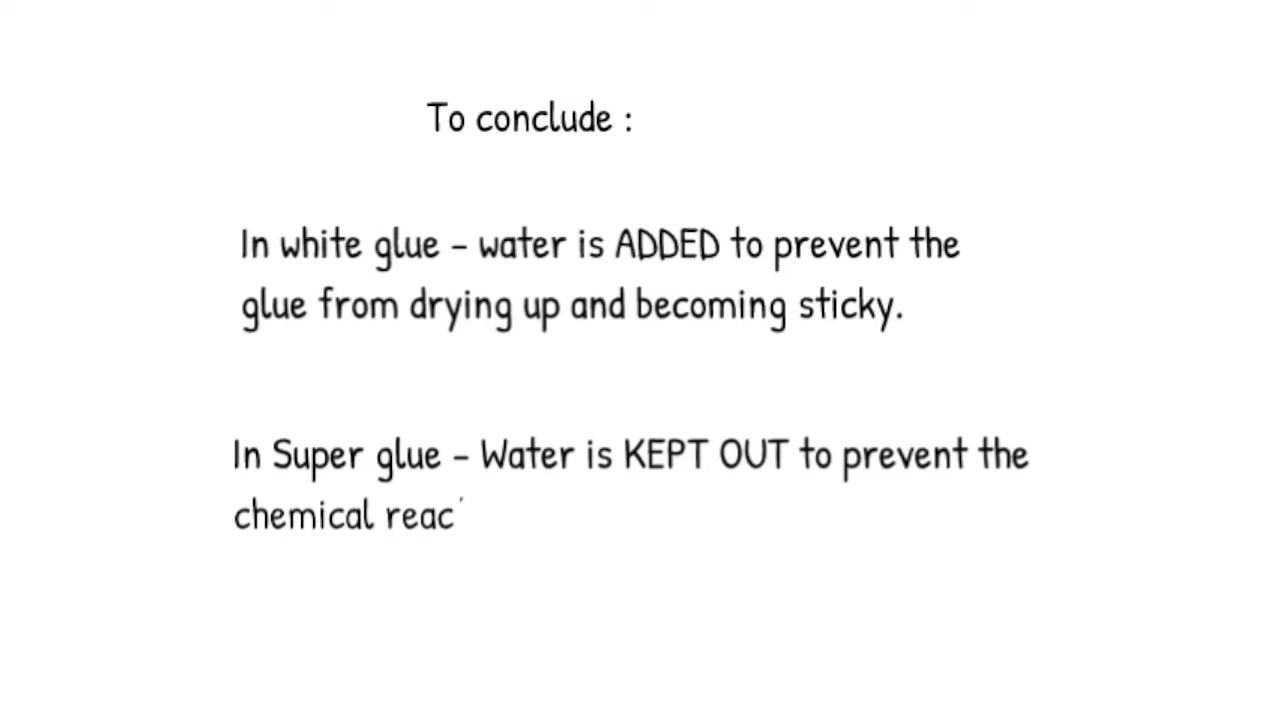 To conclude :
In white glue - water is ADDED to prevent the
glue from drying up and becoming sticky.
In Super glue - Water is KEPT OUT to prevent the
chemical reac